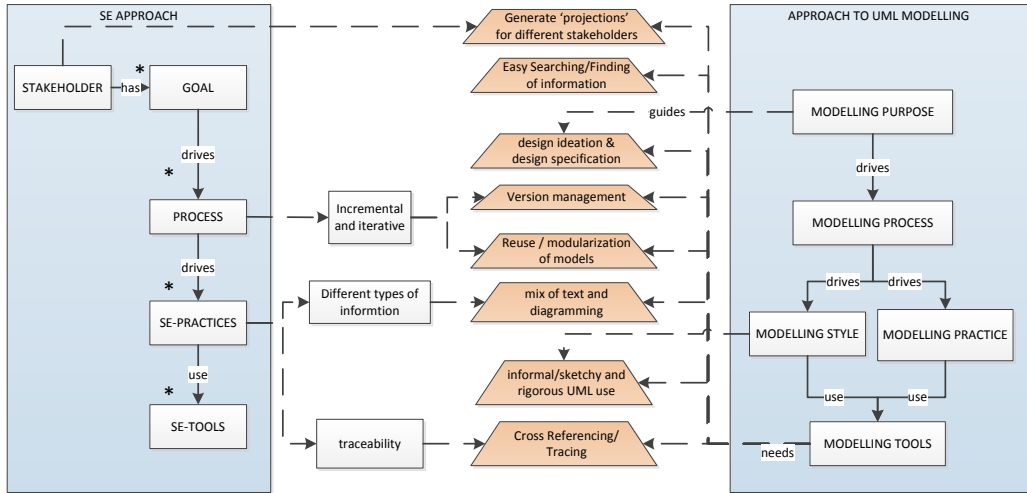 SE APPROACH
STAKEHOLDER
has
*
GOAL
drives
*
PROCESS
drives
*
SE-PRACTICES
use
*
SE-TOOLS
Incremental
and iterative
Different types of
informtion
traceability
Generate ‘projections’
for different stakeholders
Easy Searching/Finding
of information
guides
design ideation &
design specification
Version management
Reuse / modularization
of models
mix of text and
diagramming
informal/sketchy and
rigorous UML use
Cross Referencing/
Tracing
needs
APPROACH TO UML MODELLING
MODELLING PURPOSE
drives
MODELLING PROCESS
drives
drives
MODELLING STYLE
MODELLING PRACTICE
use
use
MODELLING TOOLS